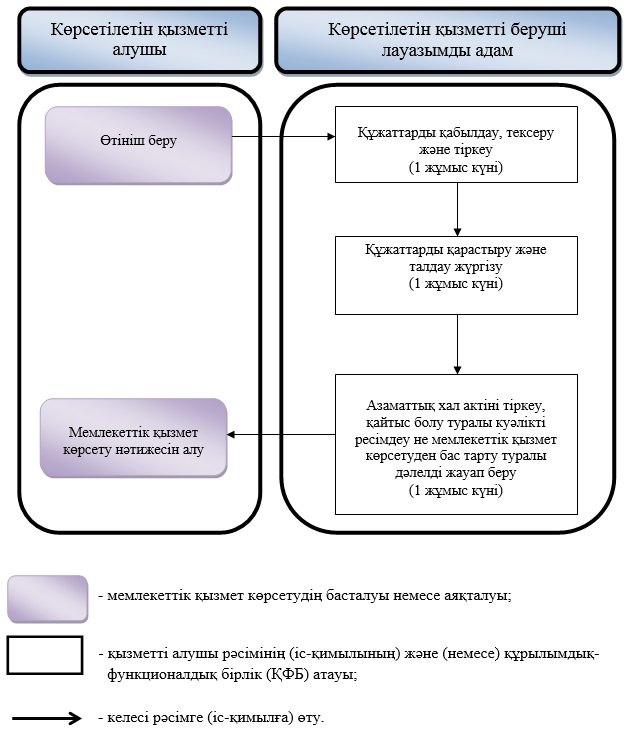 Көрсетілетін қызметті
алушы
Көрсетілетін қызметті беруші
лауазымды адам
Өтініш беру
Құжаттарды қабылдау, тексеру
және тіркеу
(1 жұмыс күні)
Құжаттарды қарастыру және
талдау жүргізу
(1 жұмыс күні)
Азаматтық хал актіні тіркеу,
қайтыс болу туралы куәлікті
ресімдеу не мемлекеттік қызмет
көрсетуден бас тарту туралы
дәлелді жауап беру
(1 жұмыс күні)
Мемлекеттік қызмет
көрсету нәтижесін алу
- мемлекеттік қызмет көрсетудің басталуы немесе аяқталуы;
- қызметті алушы рәсімінің (іс-қимылының) және (немесе) құрылымдық-
функционалдық бірлік (ҚФБ) атауы;
- келесі рәсімге (іс-қимылға) өту.